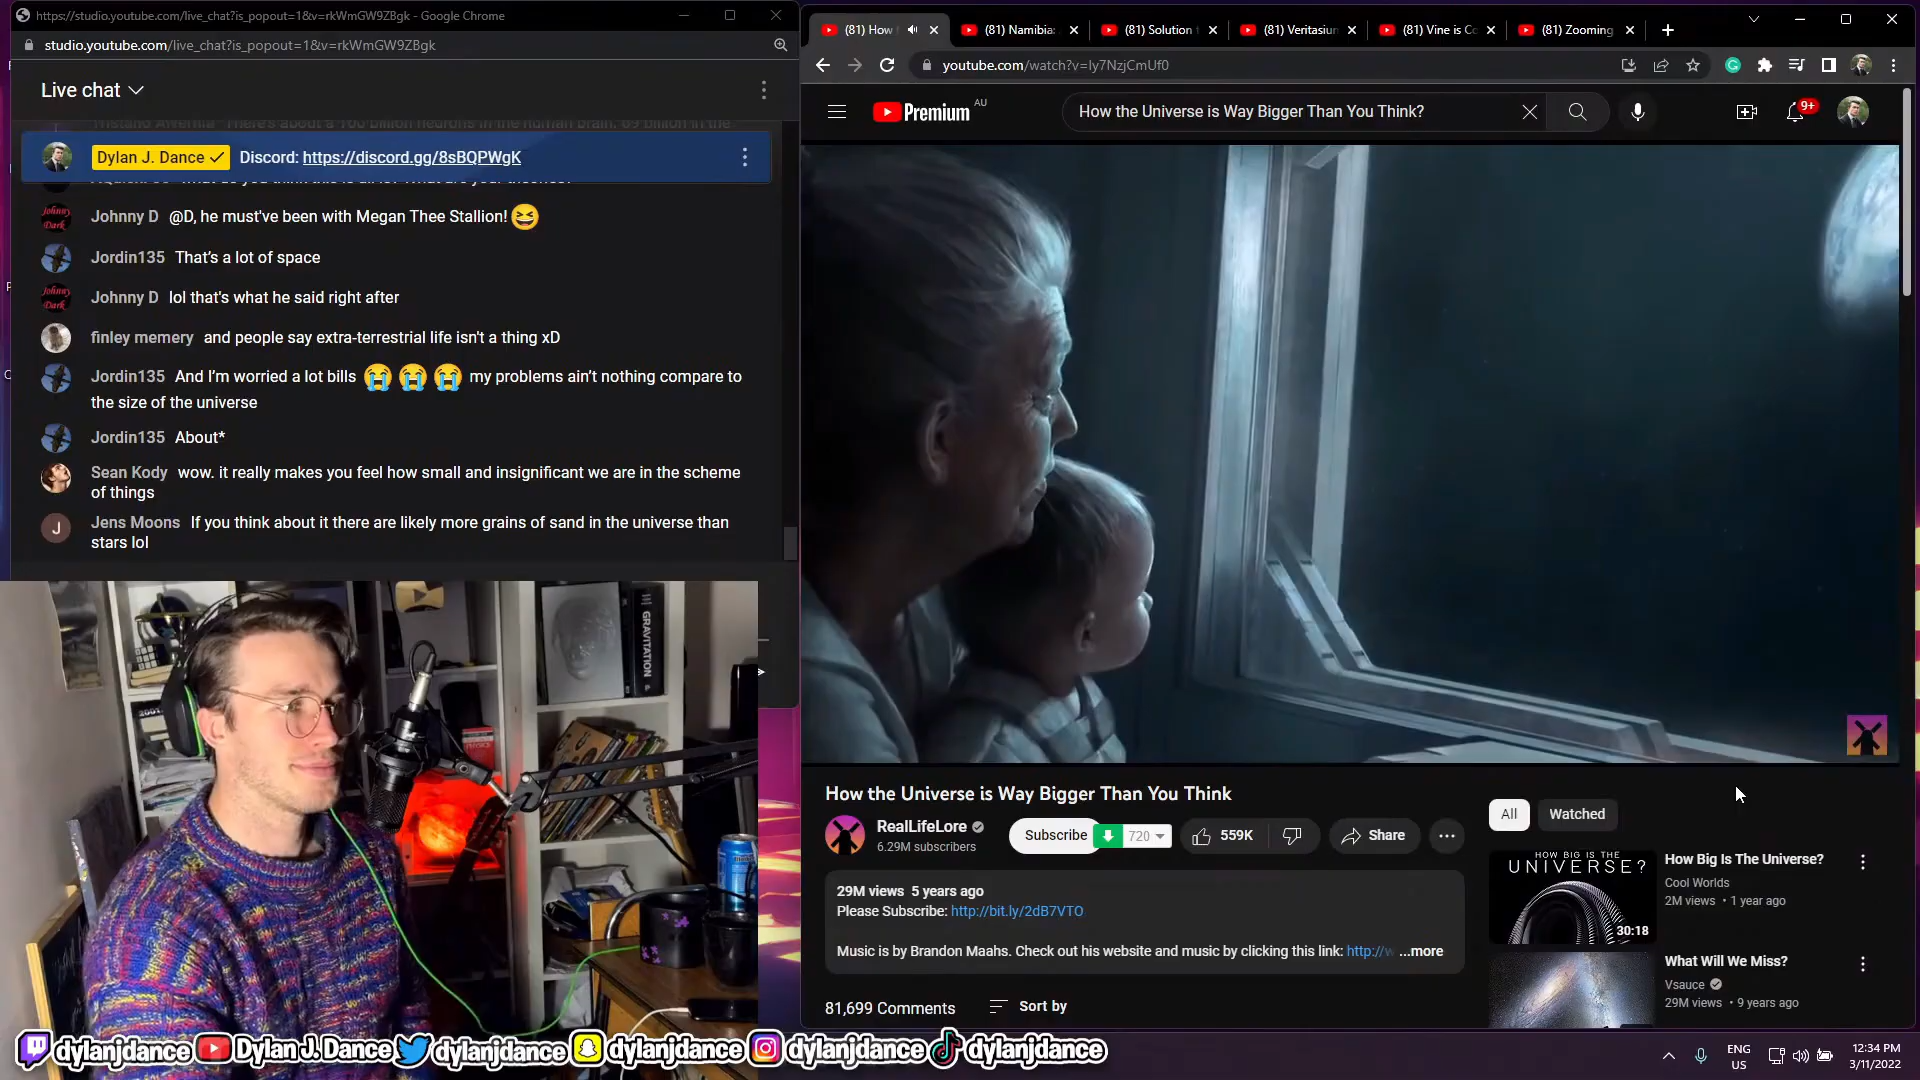 https://studio.youtube.com/live_chat?is_popout=1&v=rkWmGW9ZBgk - Google Chrome
studio.youtube.com/live_chat?is_popout=1&v=rkWmGW9ZBgk
Live chat
Dylan J. Dance Discord: https://discord.gg/8sBQPWgK
Johnny D @D, he must've been with Megan Thee Stallion!
Jordin135 That's a lot of space
Johnny D lol that's what he said right after
finley memery and people say extra-terrestrial life isn't a thing xD
Jordin135 And I'm worried a lot bills my problems ain't nothing compare to
the size of the universe
Jordin135 About*
Sean Kody wow. it really makes you feel how small and insignificant we are in the scheme
of things
J
Jens Moons If you think about it there are likely more grains of sand in the universe than
stars lol
GRAVITATION
PHYSICS
(81) How
(81) Namibia:
(81) Solution t
(81) Veritasiun
(81) Vine is Co
(81) Zooming
youtube.com/watch?v=Iy7NzjCmUf0
Premium AU
How the Universe is Way Bigger Than You Think?
9+
How the Universe is Way Bigger Than You Think
RealLifeLore
6.29M subscribers
Subscribe
720
559K
Share
29M views 5 years ago
Please Subscribe: http://bit.ly/2dB7VTO
Music is by Brandon Maahs. Check out his website and music by clicking this link: http://w ...more
81,699 Comments
Sort by
All
Watched
HOW BIG IS THE
UNIVERSE?
30:18
How Big Is The Universe?
Cool Worlds
2M views • 1 year ago
What Will We Miss?
Vsauce
29M views • 9 years ago
dylanjdance
Dylan J. Dance
dylanjdance
dylanjdance
dylanjdance
dylanjdance
ENG
US
12:34 PM
3/11/2022